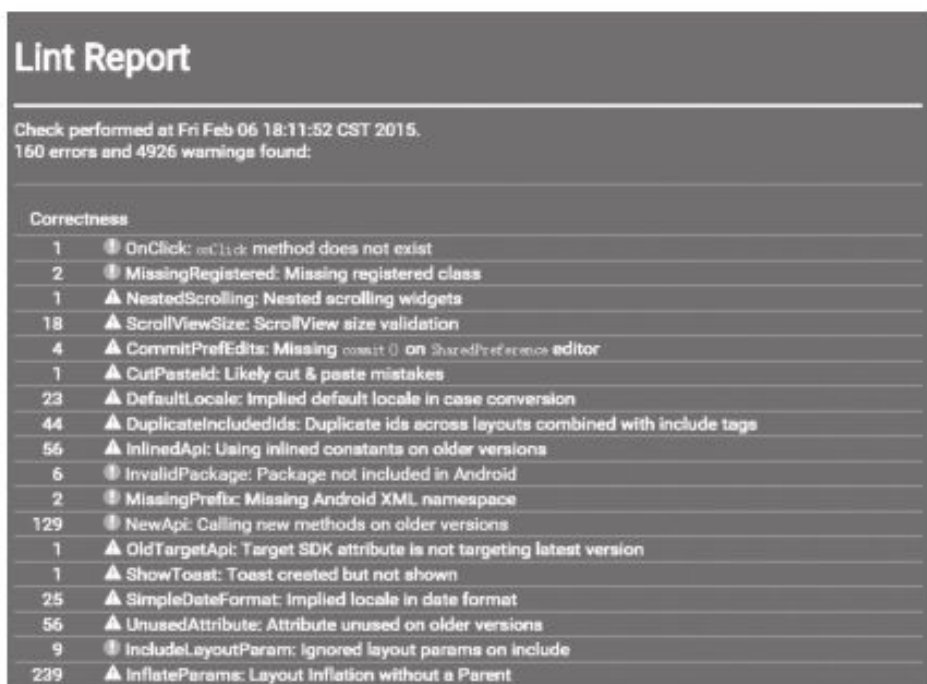 Lint Report
Check performed at Fri Feb 06 18:11:52 CST 2015.
160 errors and 4926 warnings found:
Correctness
1 OnClick: onClick method does not exist
2 MissingRegistered: Missing registered class
1 NestedScrolling: Nested scrolling widgets
18 ScrollViewSize: ScrollView size validation
4 CommitPrefEdits: Missing commit() on SharedPreference editor
1 CutPasteId: Likely cut & paste mistakes
23 DefaultLocale: Implied default locale in case conversion
44 DuplicateIncludedIds: Duplicate ids across layouts combined with include tags
56 InlinedApi: Using inlined constants on older versions
6 InvalidPackage: Package not included in Android
2 MissingPrefix: Missing Android XML namespace
129 NewApi: Calling new methods on older versions
1 OldTargetApi: Target SDK attribute is not targeting latest version
1 ShowToast: Toast created but not shown
25 SimpleDateFormat: Implied locale in date format
56 UnusedAttribute: Attribute unused on older versions
9 IncludeLayoutParam: Ignored layout params on include
239 InflateParams: Layout Inflation without a Parent